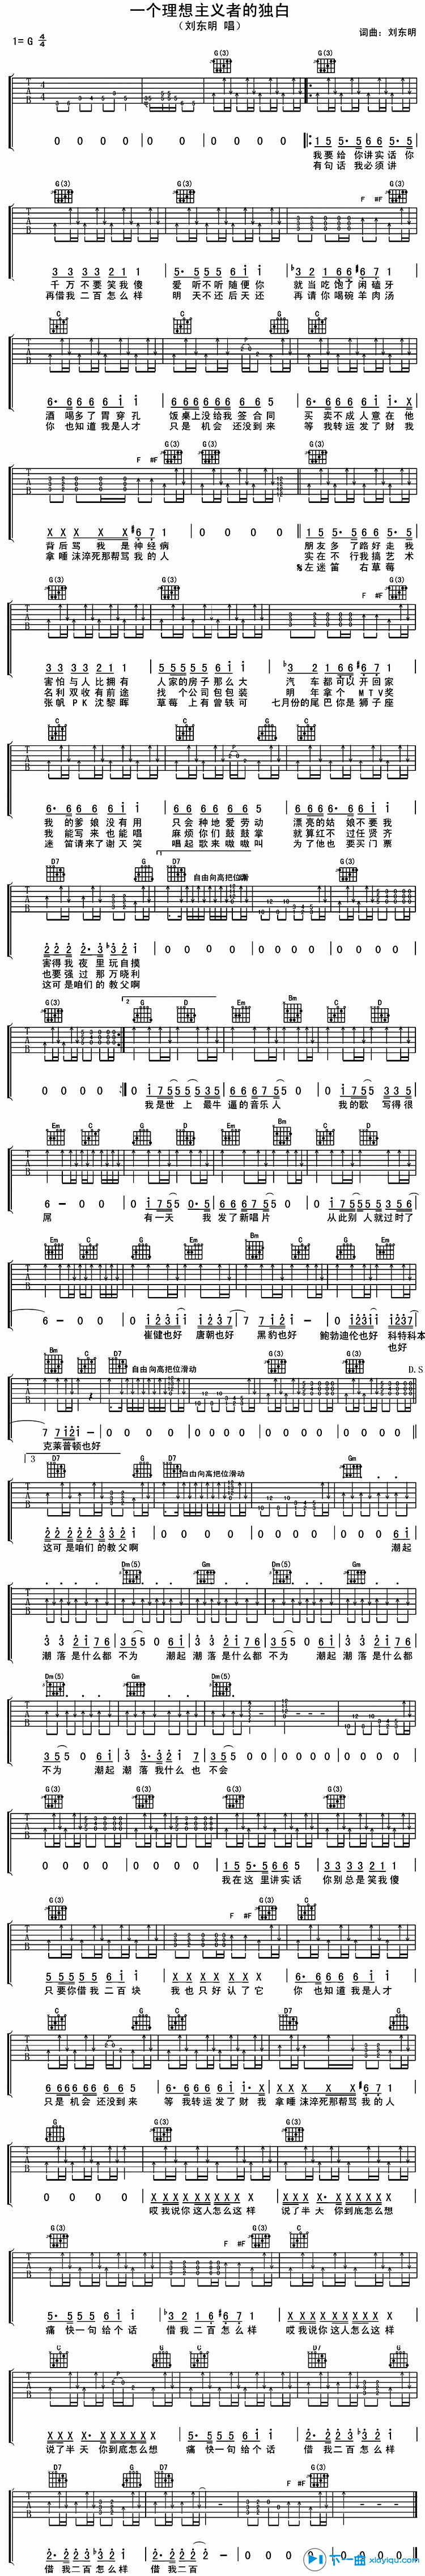 一个理想主义者的独白
（刘东明 唱）
1=G 4/4
词曲：刘东明
我要给 你讲实话 你
有句话 我必须讲
千万不要笑我傻 爱 听不听 随便你 就当吃饱了闲磕牙
再借我二百怎么样 明 天不还后天还 再请你喝碗羊肉汤
酒 喝多了胃穿孔 饭桌上没给我签合同 买 卖不成人意在 他
你 也知道我是人才 只是 机会 还没到来 等 我转运发了财 我
背后骂 我 是神经病 朋友多 了路好走 我
拿唾沫淬死那帮骂我的人 实在不 行我搞艺术
左迷笛 右草莓
害怕与人比拥有 人家的房子那么大 汽 车都可以开回家
名利双收有前途 找 个公司包包装 明 年拿个 MTV奖
张帆PK沈黎晖 草莓 上有曾轶可 七月份的尾巴你是狮子座
我 的爹娘没有用 只会种地爱劳动 漂亮的姑 娘不要我
我 能写来也能唱 麻烦你们鼓鼓掌 就算红不 过任贤齐
迷 笛请来了谢天笑 唱起歌来嗷嗷叫 为了他也 要买门票
自由向高把位滑
害得我夜里玩自摸
也要强过那万晓利
这可是咱们的教父啊
我是世 上 最牛 逼的音乐人 我的歌 写得很
屌 有一天 我 发了新唱片 从此别 人就过时了
崔健也好 唐朝也好 黑豹也好 鲍勃迪伦也好 科特科本
也好
自由向高把位滑动
D.S
克莱普顿也好
自由向高把位滑动
这可是咱们的教父啊 潮起
潮落是什么都 不为 潮起 潮落是什么都 不为 潮起 潮落是什么都
不为 潮起 潮落我什么也 不会
我在这 里讲实话 你别总是笑我傻
只要你借我二百块 我也只好认了它 你 也知道我是人才
只是 机会 还没到来 等 我转运发了财 我 拿唾 沫淬死那帮骂我的人
哎我说你这人怎么这样 说了半天 你到底怎么想
痛 快一句给个话 借我二百怎么样 哎我说你这人怎么这样
说了半天 你到底怎么想 痛 快一句给个话 借 我二百怎么样
借 我二百 怎么样 借 我二百
下一曲 xiayiqu.com